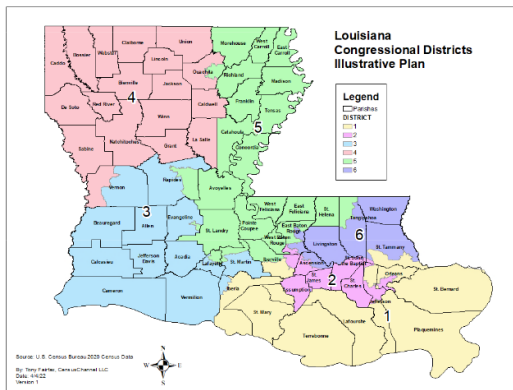 Louisiana
Congressional Districts
Illustrative Plan
Legend
Parishes
DISTRICT
1
2
3
4
5
6
Claiborne
Union
Morehouse
West
Carroll
East
Carroll
Caddo
Bossier
Webster
Lincoln
Ouachita
Richland
Madison
Bienville
Jackson
4
De Soto
Red River
Winn
Caldwell
Franklin
Tensas
5
Natchitoches
Sabine
Grant
La Salle
Catahoula
Concordia
Vernon
Rapides
Avoyelles
3
Beauregard
Allen
Evangeline
St. Landry
Pointe
Coupee
West
Feliciana
East
Feliciana
St.
Helena
Washington
Tangipahoa
East Baton
Rouge
West Baton
Rouge
Livingston
6
St. Tammany
Calcasieu
Jefferson
Davis
Acadia
Lafayette
St. Martin
Iberville
Ascension
St. John
the Baptist
St.
James
2
St.
Charles
Orleans
Cameron
Vermilion
Iberia
Assumption
Jefferson
1
St. Bernard
St. Mary
Lafourche
Terrebonne
Plaquemines
Source: U.S. Census Bureau 2020 Census Data
By: Tony Fairfax, CensusChannel LLC
Date: 4/4/22
Version 1
N
W
E
S